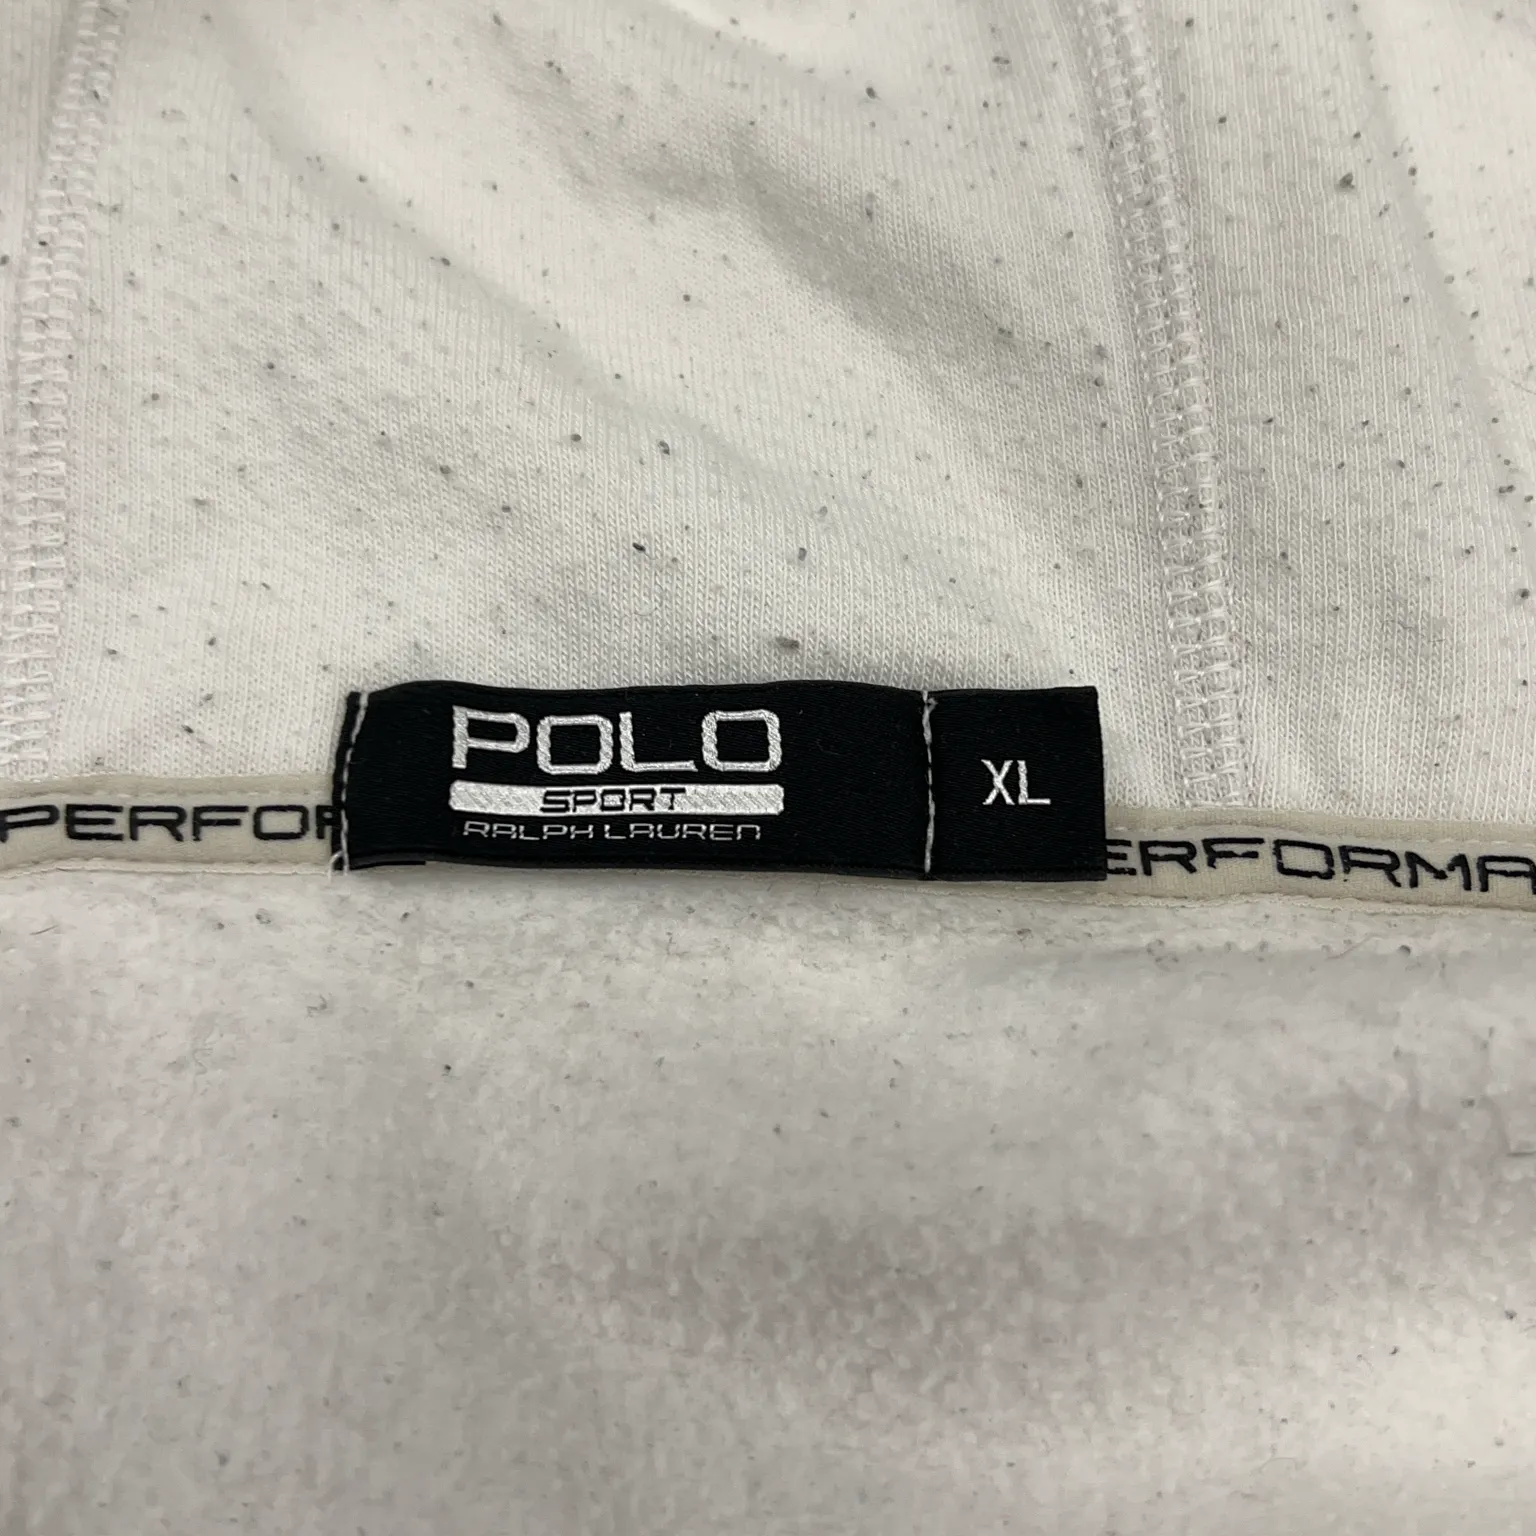 POLO
SPORT
RALPH LAUREN
XL
PERFOR
ERFORMA